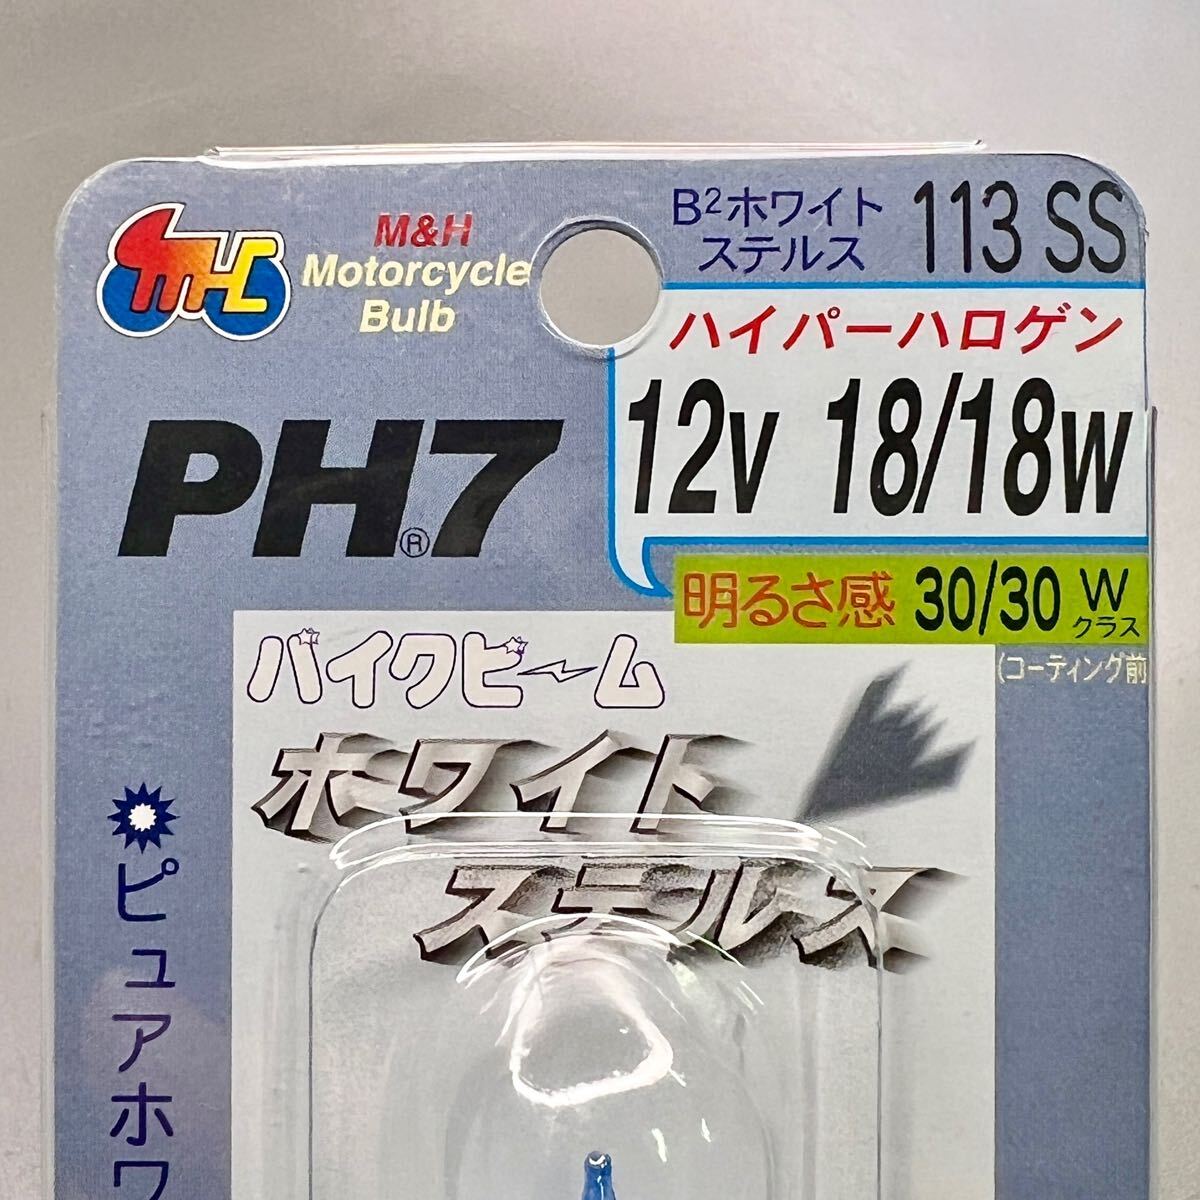 MHC
M&H
Motorcycle
Bulb
B²ホワイト
ステルス
113 SS
ハイパーハロゲン
12V 18/18W
PH7®
明るさ感 30/30 W
クラス
(コーティング前
バイクビーム
ホワイト
ステルス
ピュアホワ